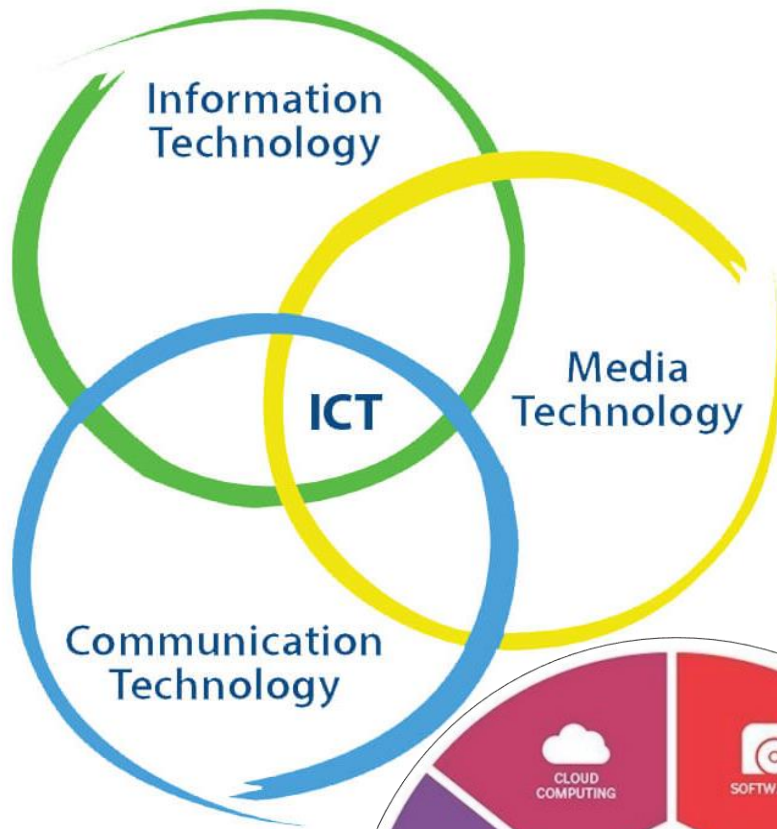 Information
Technology
Media
Technology
ICT
Communication
Technology
CLOUD
COMPUTING